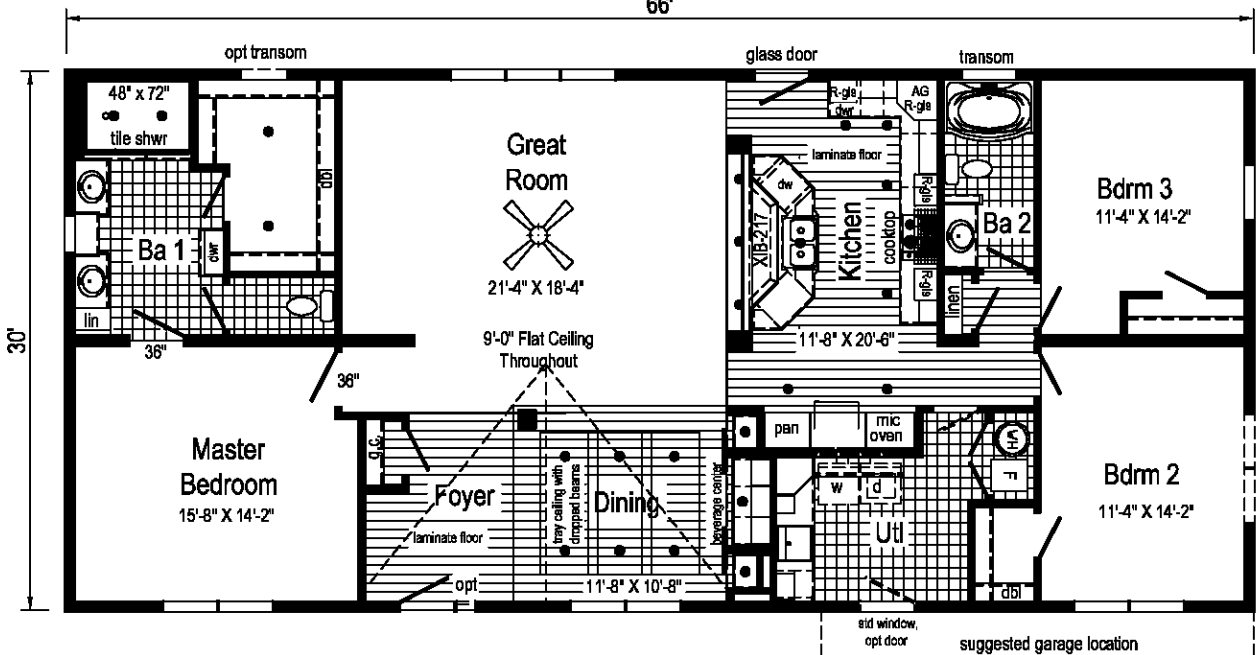 66'
opt transom
glass door
transom
48" x 72"
tile shwr
dbl
Great
Room
21'-4" X 18'-4"
9'-0" Flat Ceiling
Throughout
R-gls
dwr
AG
R-gls
laminate floor
dw
XIB-217
Kitchen
cooktop
R-gls
R-gls
11'-8" X 20'-6"
Ba 2
linen
Bdrm 3
11'-4" X 14'-2"
Ba 1
dwr
lin
36"
36"
30'
Master
Bedroom
15'-8" X 14'-2"
g.c.
Foyer
laminate floor
opt
tray ceiling with
dropped beams
Dining
11'-8" X 10'-8"
beverage center
pan
mic
oven
w
d
Utl
WH
F
dbl
Bdrm 2
11'-4" X 14'-2"
std window,
opt door
suggested garage location